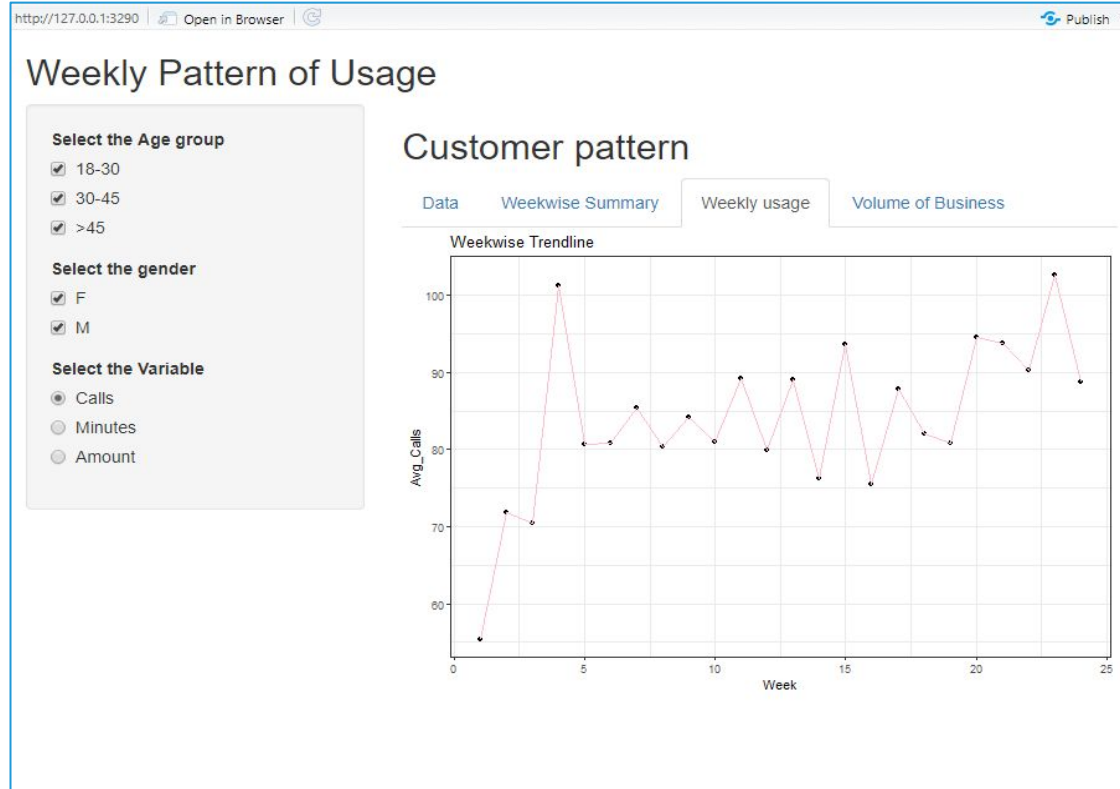 http://127.0.0.1:3290 Open in Browser Publish
Weekly Pattern of Usage
Select the Age group
18-30
30-45
>45
Select the gender
F
M
Select the Variable
Calls
Minutes
Amount
Customer pattern
Data Weekwise Summary Weekly usage Volume of Business
Weekwise Trendline
Avg_Calls
100
90
80
70
60
0 5 10 15 20 25
Week